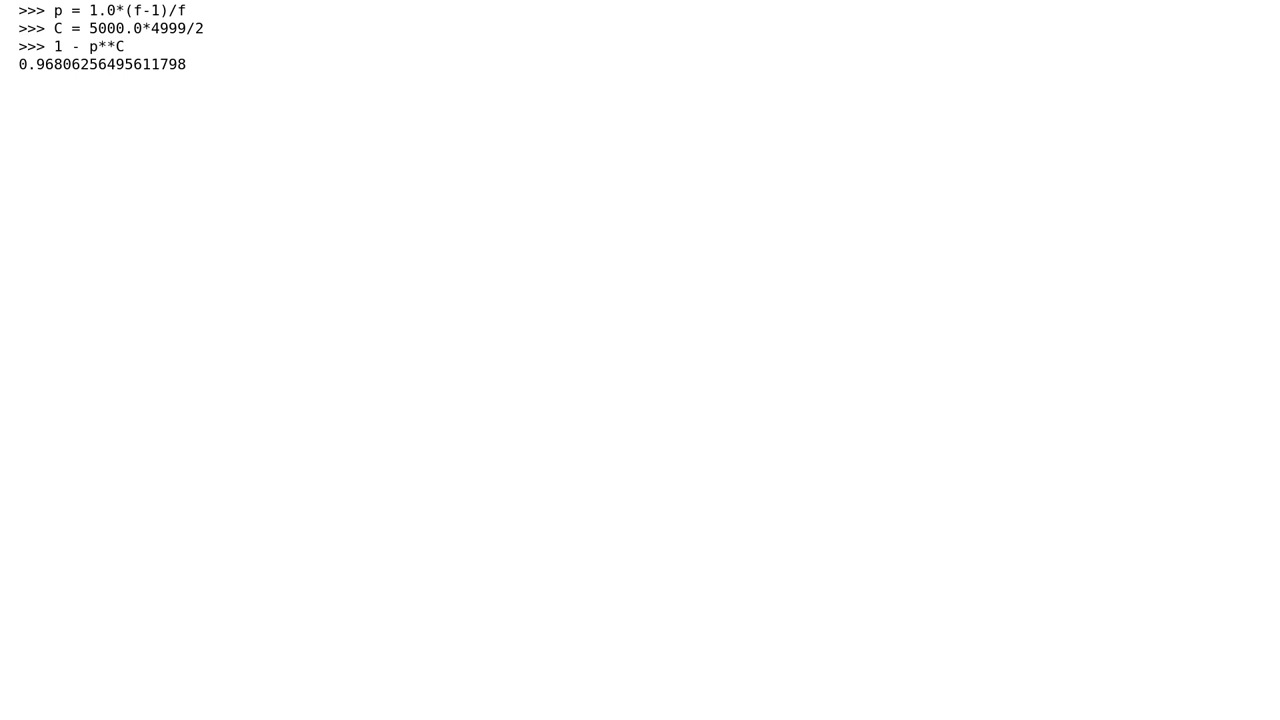 >>> p = 1.0*(f-1)/f
>>> C = 5000.0*4999/2
>>> 1 - p**C
0.96806256495611798